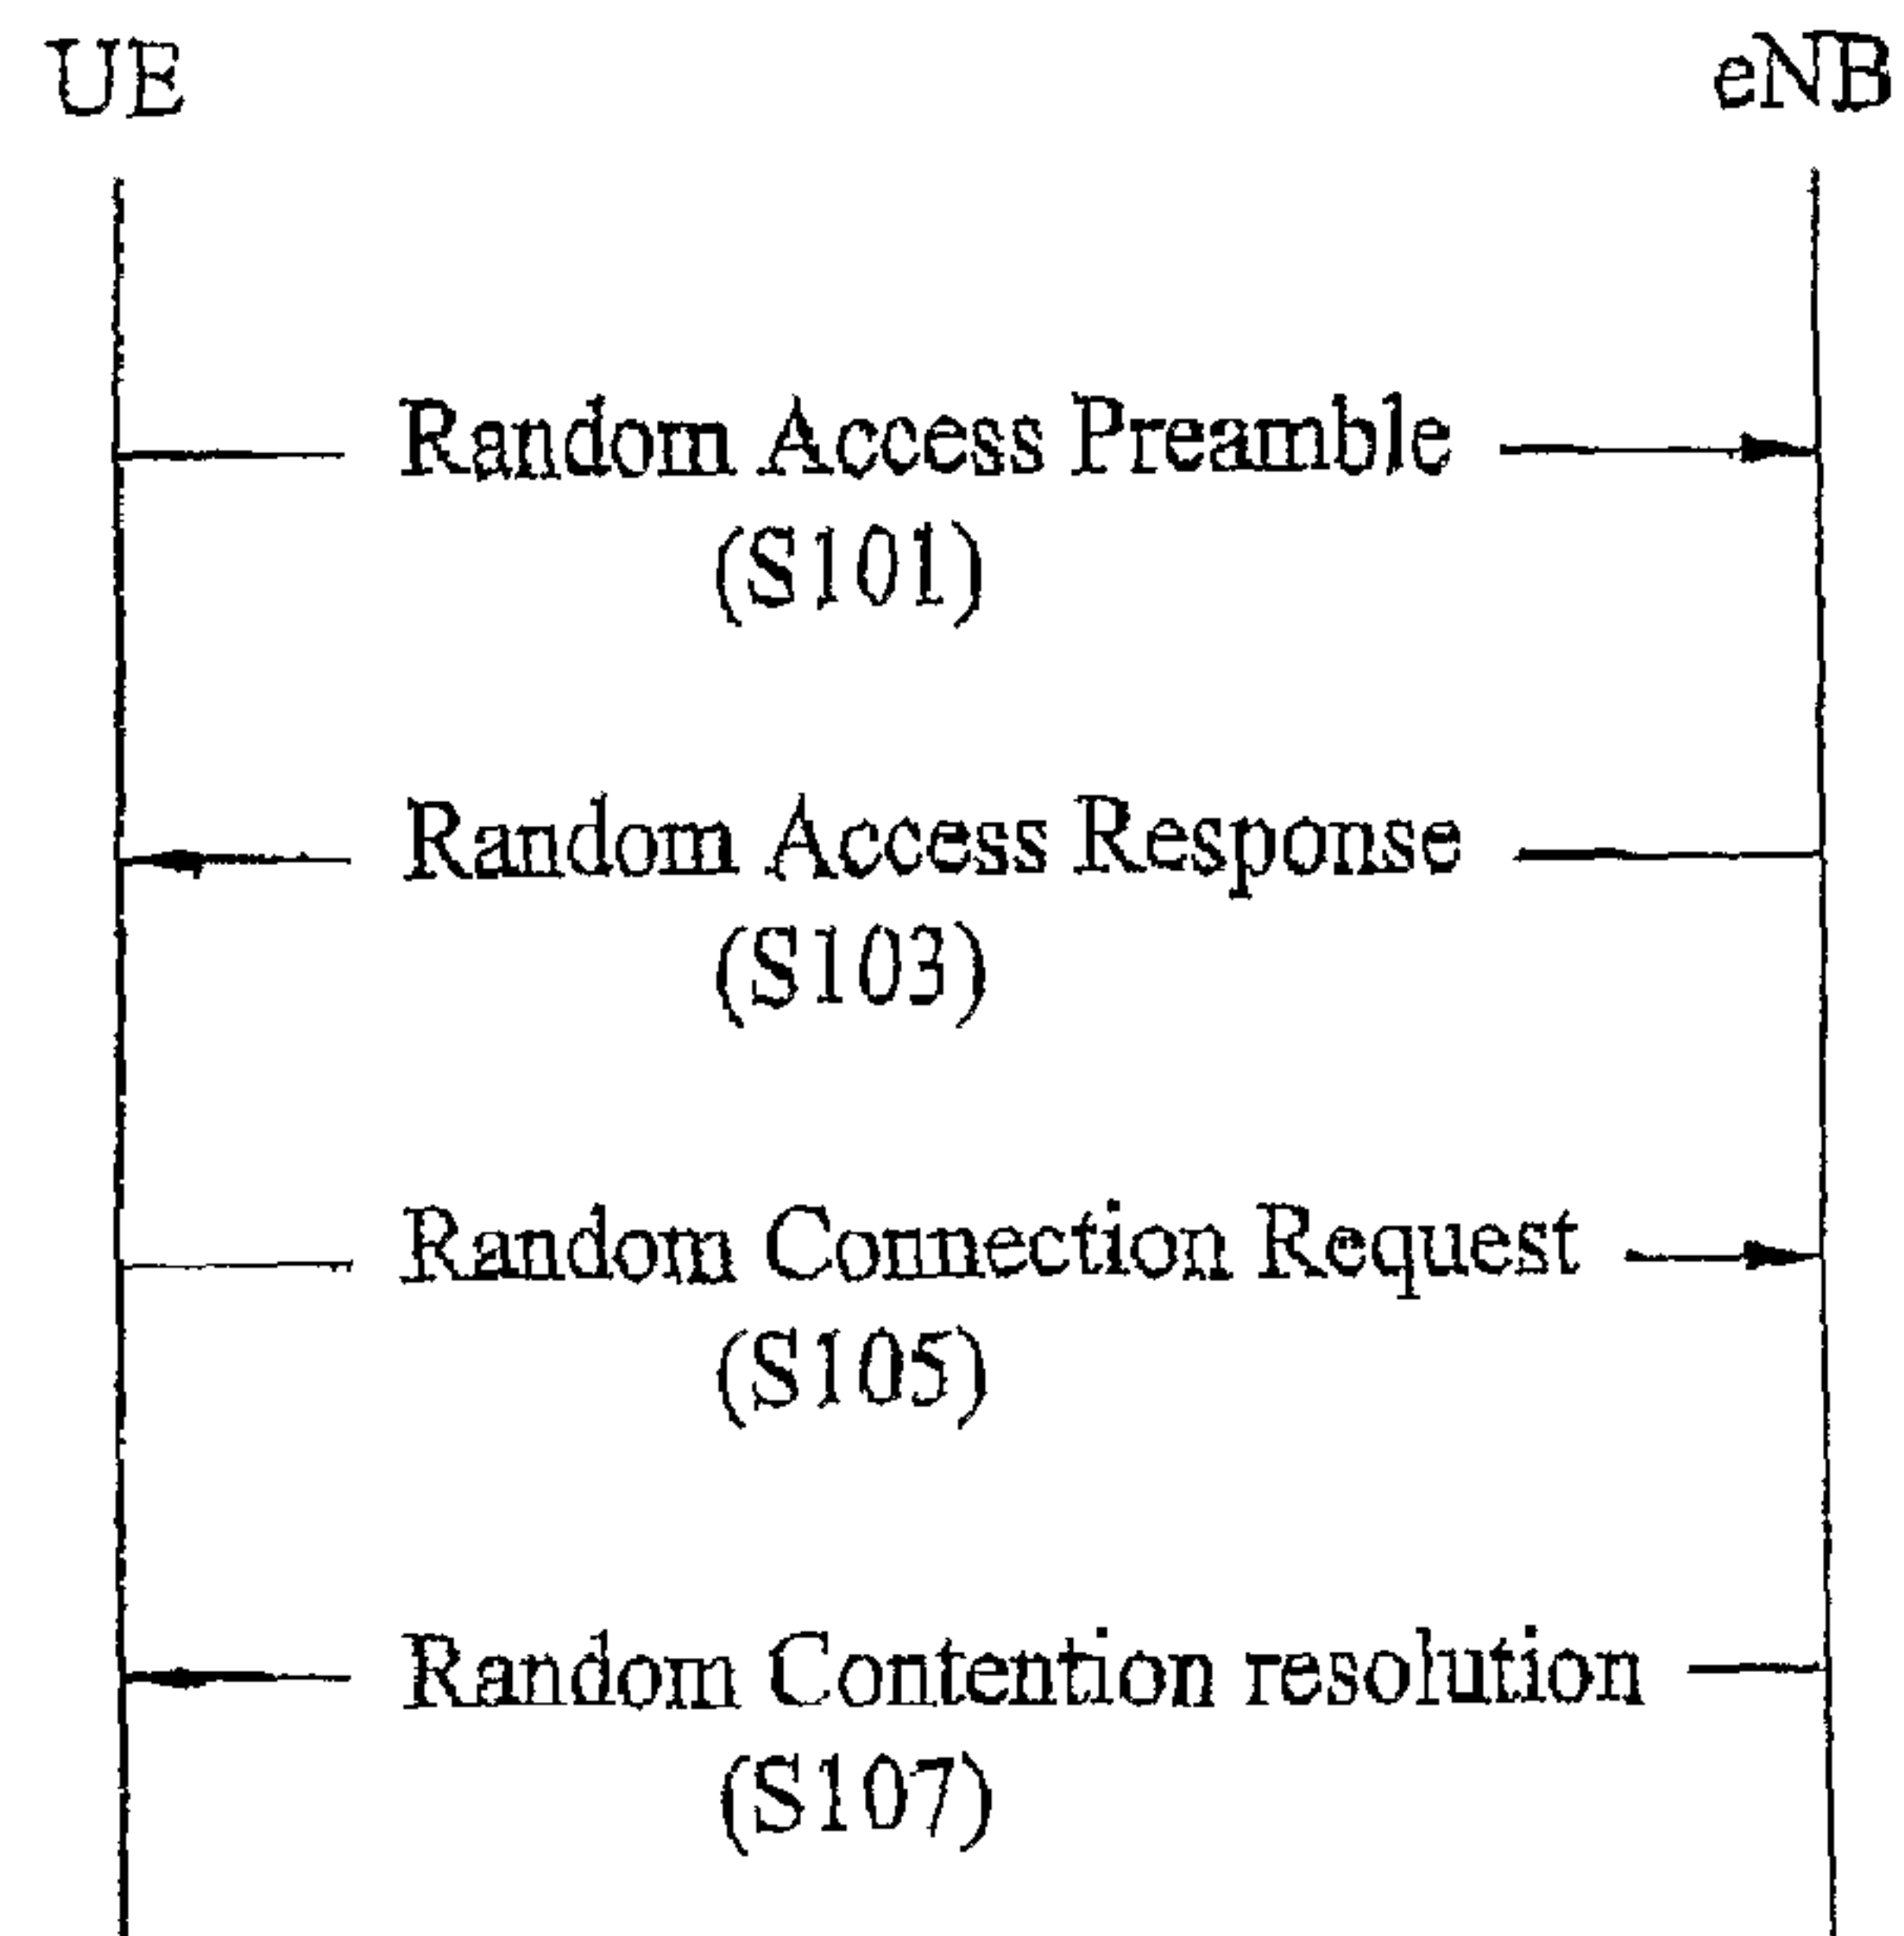 UE eNB
Random Access Preamble
(S101)
Random Access Response
(S103)
Random Connection Request
(S105)
Random Contention resolution
(S107)